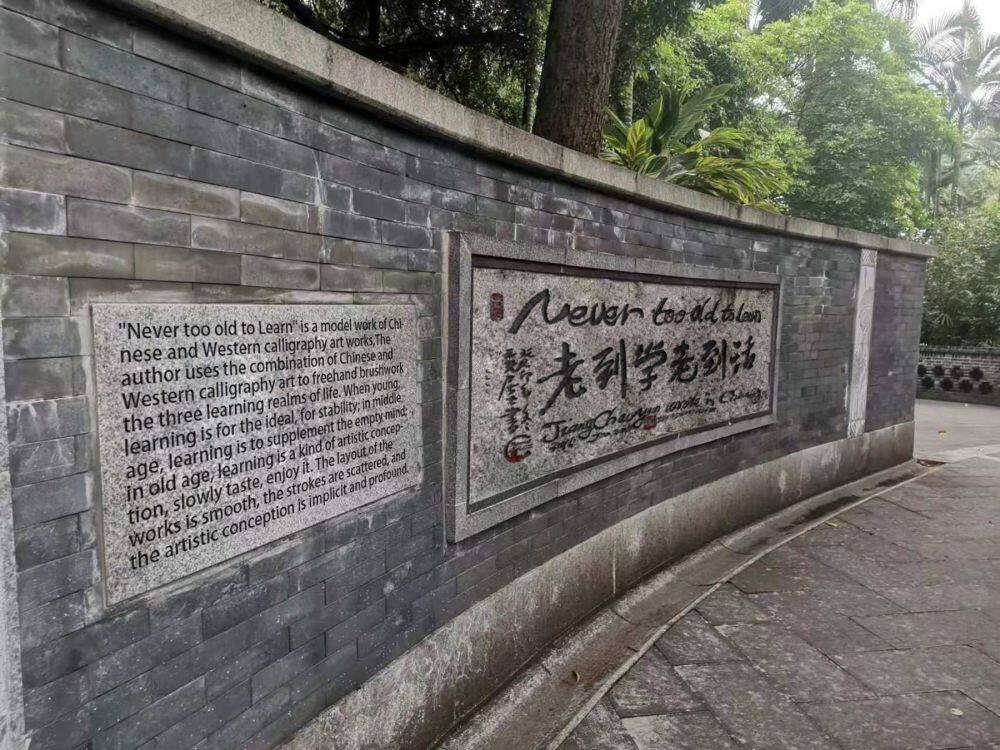 "Never too old to Learn" is a model work of Chi-
nese and Western calligraphy art works,The
author uses the combination of Chinese and
Western calligraphy art to freehand brushwork
the three learning realms of life. When young,
learning is for the ideal, for stability; in middle
age, learning is to supplement the empty mind;
in old age, learning is a kind of artistic concep-
tion, slowly taste, enjoy it. The layout of the
works is smooth, the strokes are scattered, and
the artistic conception is implicit and profound.
Never too old to Learn
老到学老到活